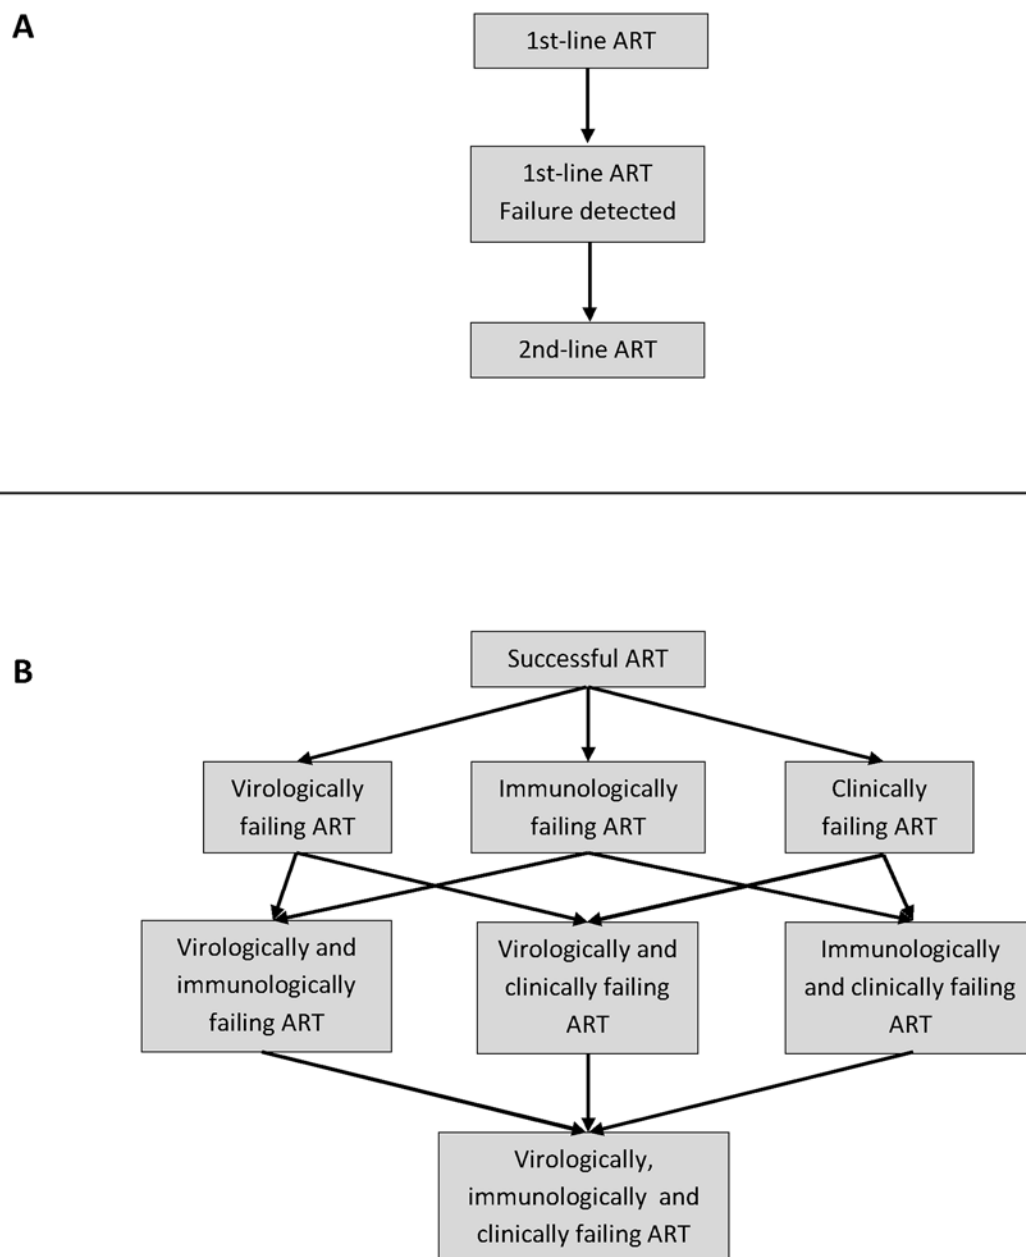 A
1st-line ART
1st-line ART
Failure detected
2nd-line ART
B
Successful ART
Virologically
failing ART
Immunologically
failing ART
Clinically
failing ART
Virologically and
immunologically
failing ART
Virologically and
clinically failing
ART
Immunologically
and clinically failing
ART
Virologically,
immunologically and
clinically failing ART